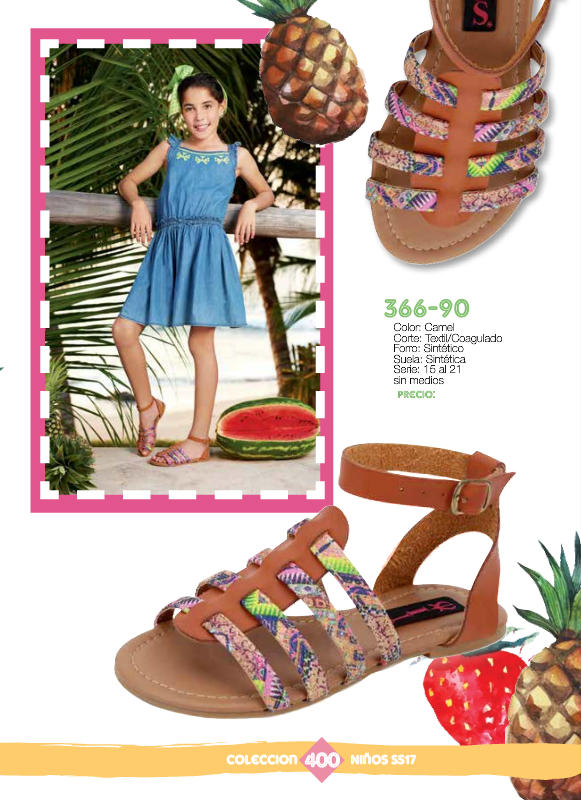 S.
366-90
Color: Camel
Corte: Textil/Coagulado
Forro: Sintético
Suela: Sintética
Serie: 15 al 21
sin medios
PRECIO:
COLECCION 400 NIÑOS SS17